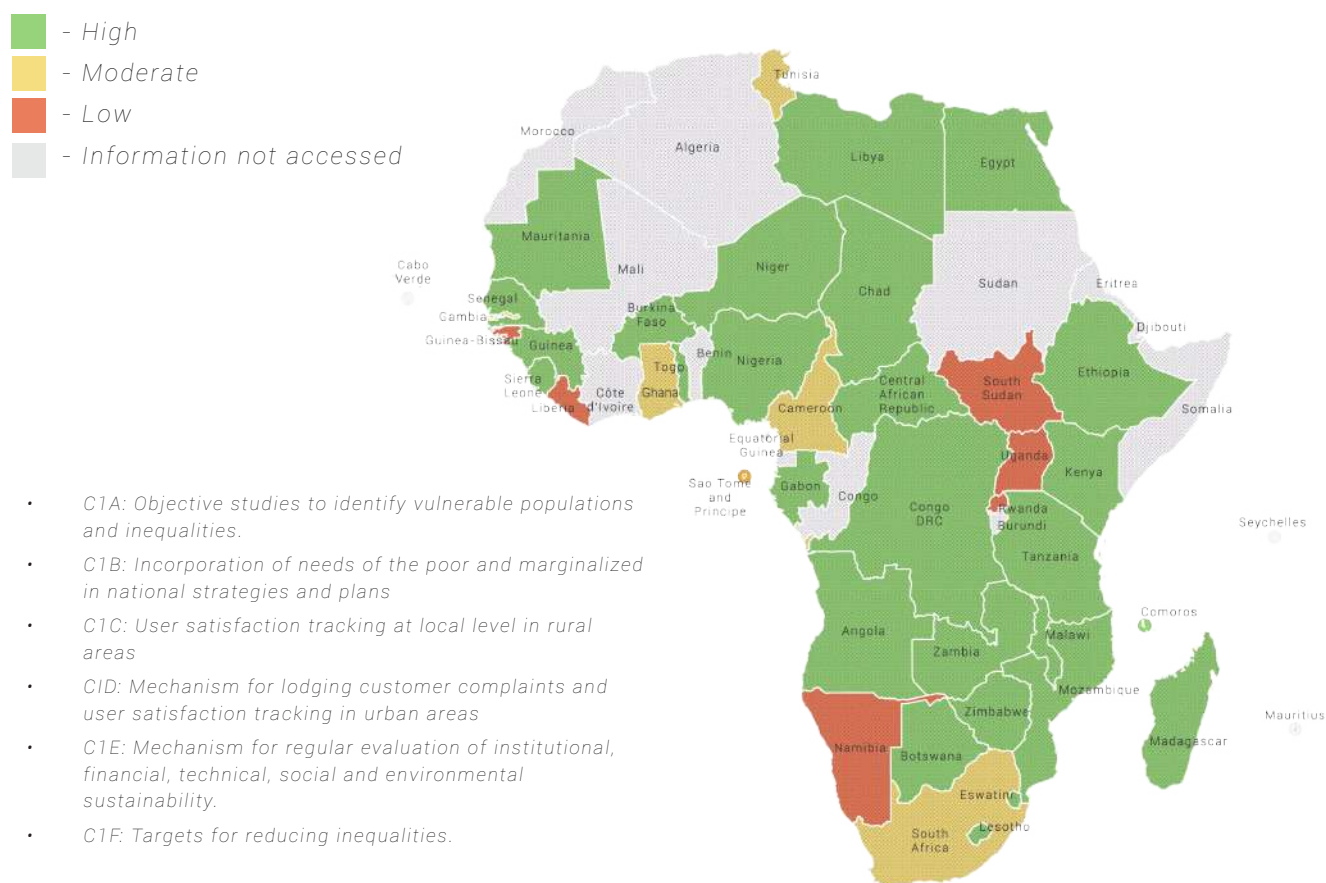 - High
- Moderate
- Low
- Information not accessed
Tunisia
Morocco
Algeria
Libya
Egypt
Mauritania
Mali
Niger
Chad
Sudan
Eritrea
Cabo
Verde
Senegal
Gambia
Guinea-Bissau
Guinea
Burkina
Faso
Djibouti
Sierra
Leone
Liberia
Côte
d'Ivoire
Ghana
Togo
Benin
Nigeria
Cameroon
Central
African
Republic
South
Sudan
Ethiopia
Somalia
Equatorial
Guinea
Sao Tome
and
Principe
Gabon
Congo
Congo
DRC
Uganda
Kenya
Rwanda
Burundi
Tanzania
Seychelles
Comoros
Angola
Zambia
Malawi
Mozambique
Zimbabwe
Madagascar
Mauritius
Namibia
Botswana
Eswatini
Lesotho
South
Africa
• C1A: Objective studies to identify vulnerable populations
and inequalities.
• C1B: Incorporation of needs of the poor and marginalized
in national strategies and plans
• C1C: User satisfaction tracking at local level in rural
areas
• CID: Mechanism for lodging customer complaints and
user satisfaction tracking in urban areas
• C1E: Mechanism for regular evaluation of institutional,
financial, technical, social and environmental
sustainability.
• C1F: Targets for reducing inequalities.